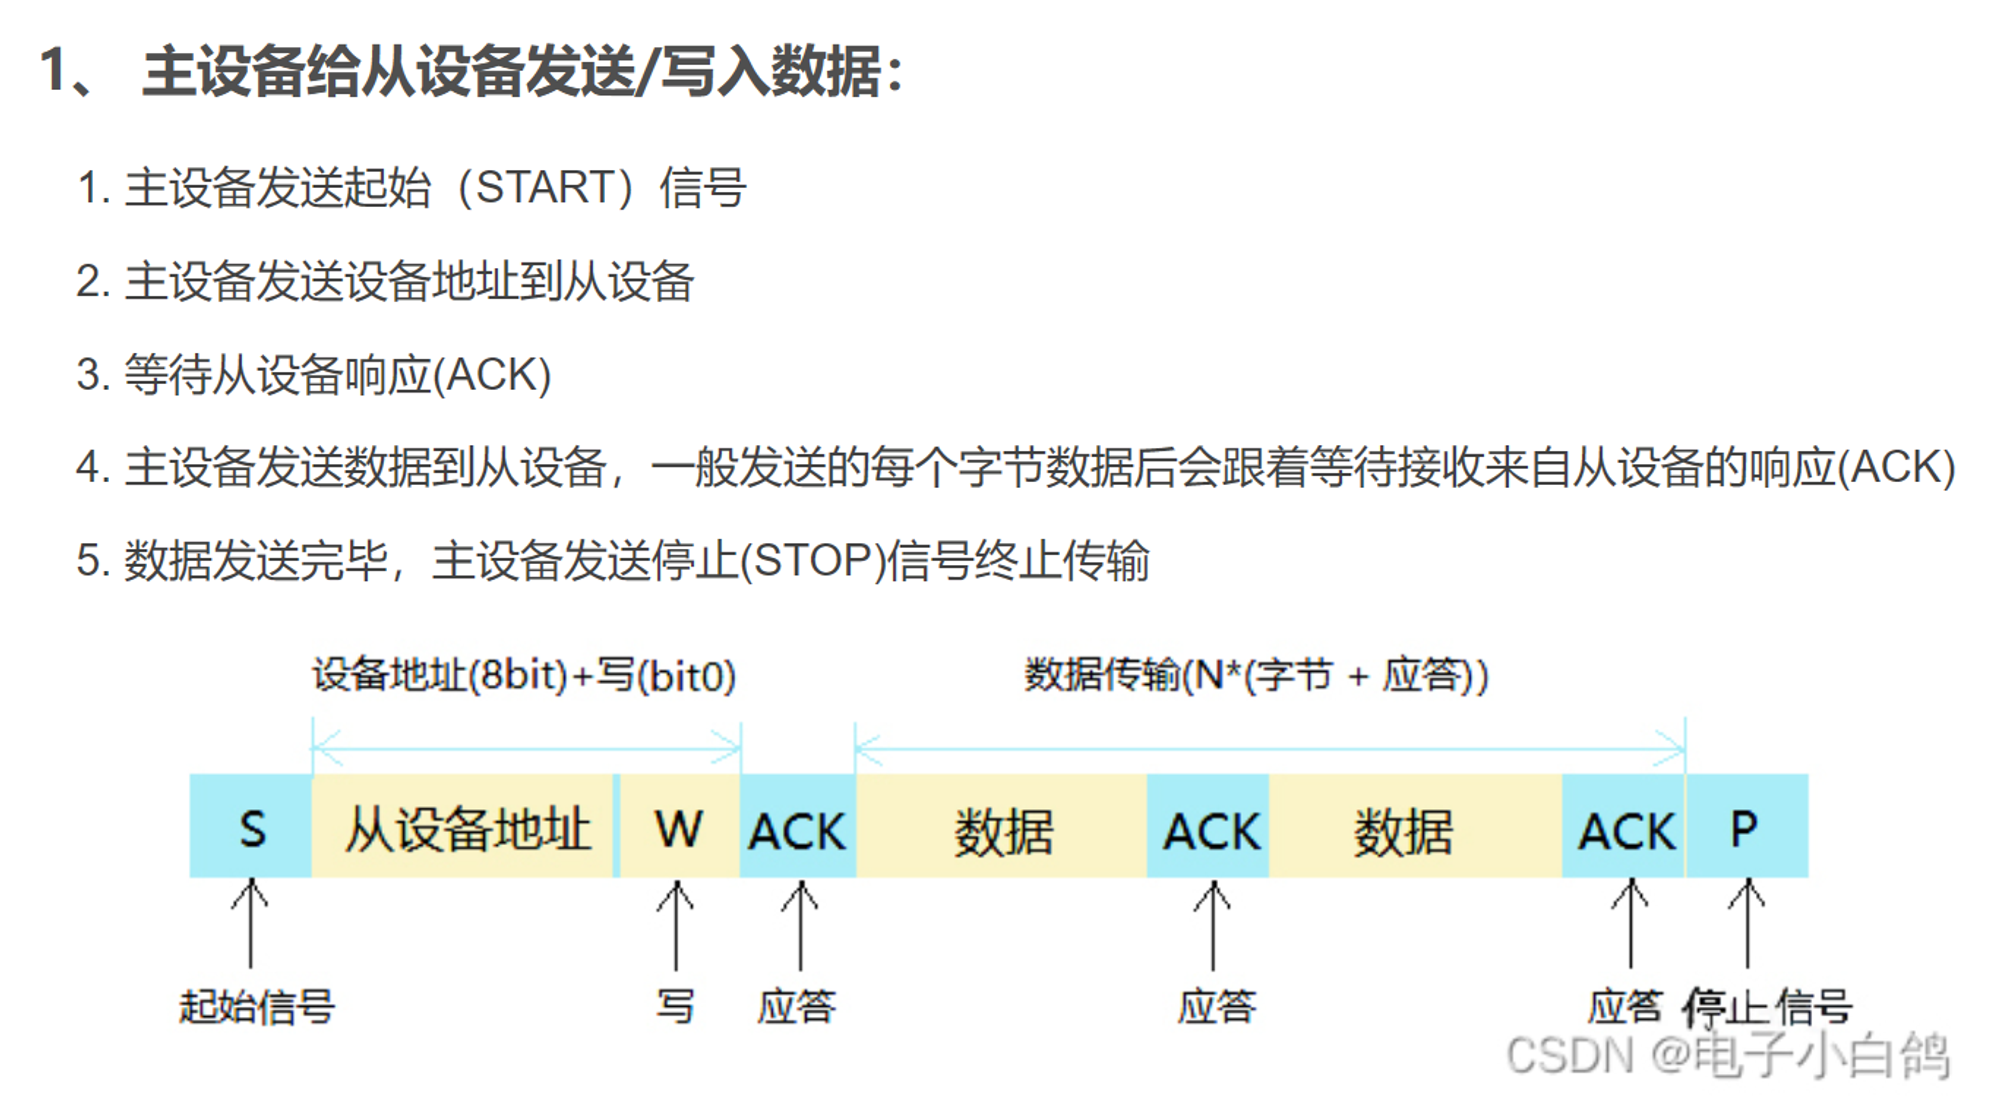 1、 主设备给从设备发送/写入数据：
1. 主设备发送起始（START）信号
2. 主设备发送设备地址到从设备
3. 等待从设备响应(ACK)
4. 主设备发送数据到从设备，一般发送的每个字节数据后会跟着等待接收来自从设备的响应(ACK)
5. 数据发送完毕，主设备发送停止(STOP)信号终止传输
设备地址(8bit)+写(bit0) 数据传输(N*(字节 + 应答))
S 从设备地址 W ACK 数据 ACK 数据 ACK P
起始信号 写 应答 应答 应答 停止信号
CSDN @电子小白鸽